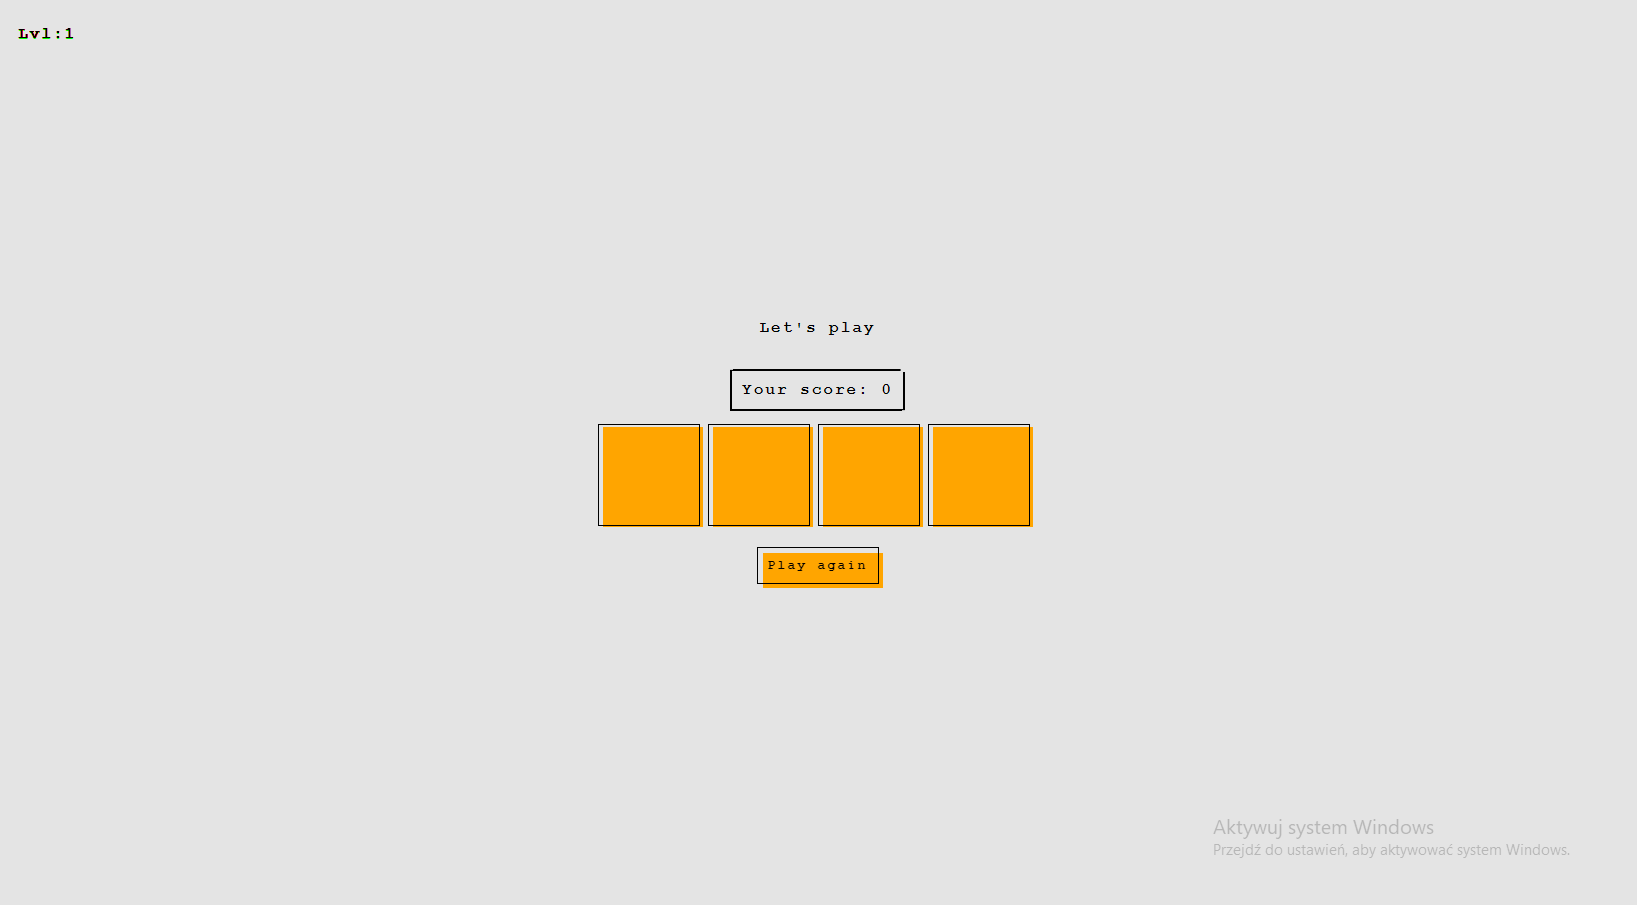 Lvl:1
Let's play
Your score: 0
Play again
Aktywuj system Windows
Przejdź do ustawień, aby aktywować system Windows.